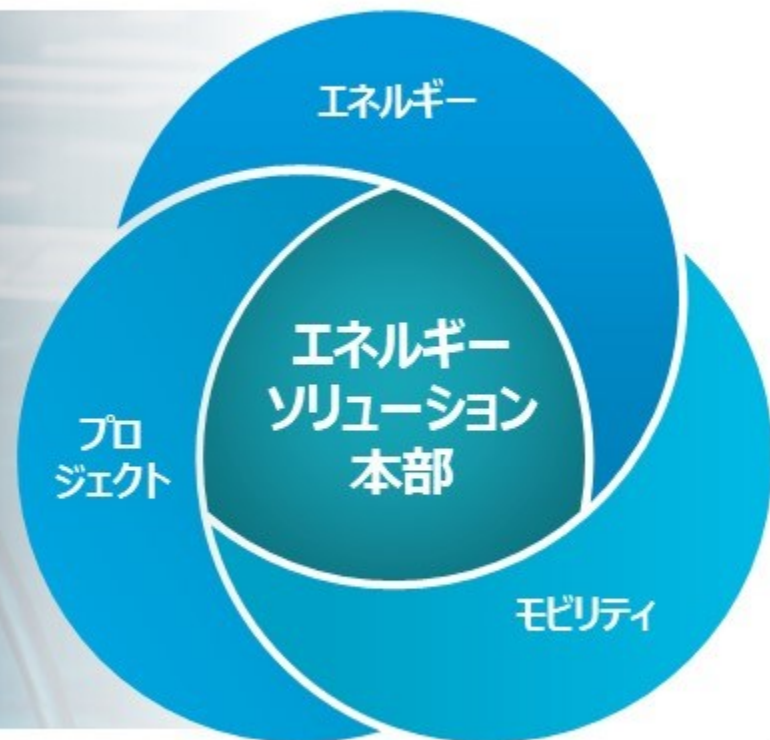 エネルギー
エネルギー
ソリューション
本部
プロ
ジェクト
モビリティ